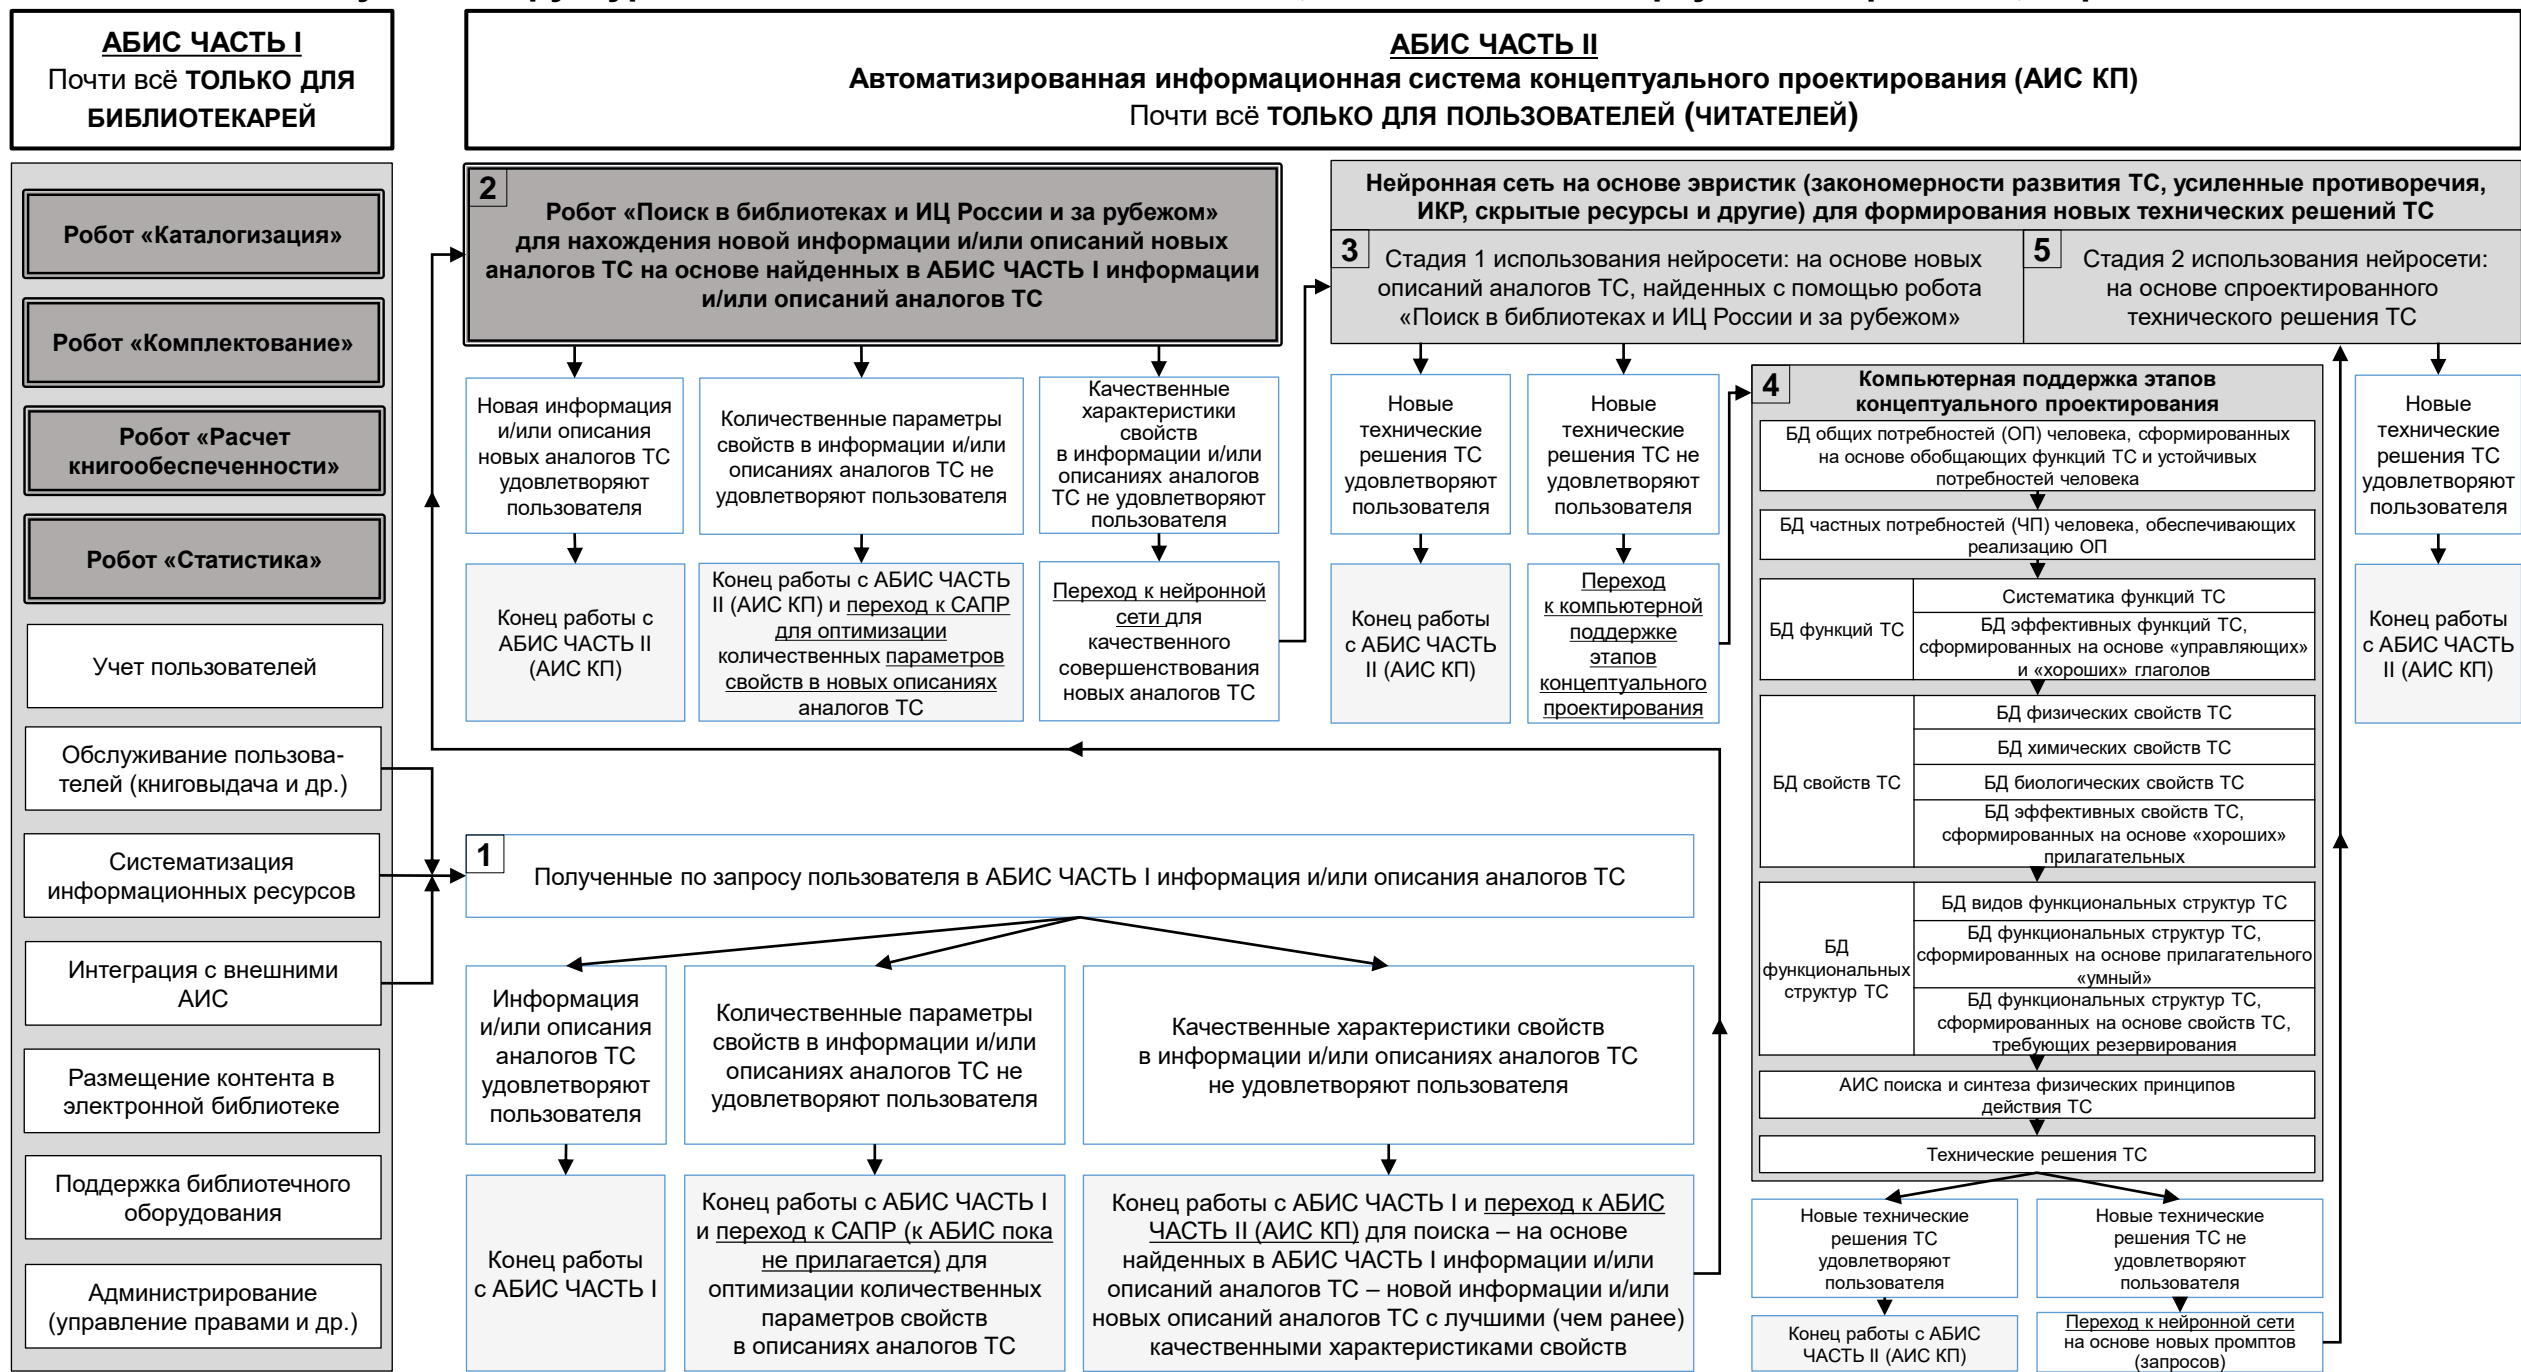 АБИС ЧАСТЬ I
Почти всё ТОЛЬКО ДЛЯ
БИБЛИОТЕКАРЕЙ
АБИС ЧАСТЬ II
Автоматизированная информационная система концептуального проектирования (АИС КП)
Почти всё ТОЛЬКО ДЛЯ ПОЛЬЗОВАТЕЛЕЙ (ЧИТАТЕЛЕЙ)
Робот «Каталогизация»
Робот «Комплектование»
Робот «Расчет
книгообеспеченности»
Робот «Статистика»
Учет пользователей
Обслуживание пользова-
телей (книговыдача и др.)
Систематизация
информационных ресурсов
Интеграция с внешними
АИС
Размещение контента в
электронной библиотеке
Поддержка библиотечного
оборудования
Администрирование
(управление правами и др.)
2
Робот «Поиск в библиотеках и ИЦ России и за рубежом»
для нахождения новой информации и/или описаний новых
аналогов ТС на основе найденных в АБИС ЧАСТЬ I информации
и/или описаний аналогов ТС
Новая информация
и/или описания
новых аналогов ТС
удовлетворяют
пользователя
Количественные параметры
свойств в информации и/или
описаниях аналогов ТС не
удовлетворяют пользователя
Качественные
характеристики
свойств
в информации и/или
описаниях аналогов
ТС не удовлетворяют
пользователя
Конец работы с
АБИС ЧАСТЬ II
(АИС КП)
Конец работы с АБИС ЧАСТЬ
II (АИС КП) и переход к САПР
для оптимизации
количественных параметров
свойств в новых описаниях
аналогов ТС
Переход к нейронной
сети для
качественного
совершенствования
новых аналогов ТС
Нейронная сеть на основе эвристик (закономерности развития ТС, усиленные противоречия,
ИКР, скрытые ресурсы и другие) для формирования новых технических решений ТС
3
Стадия 1 использования нейросети: на основе новых
описаний аналогов ТС, найденных с помощью робота
«Поиск в библиотеках и ИЦ России и за рубежом»
5
Стадия 2 использования нейросети:
на основе спроектированного
технического решения ТС
Новые
технические
решения ТС
удовлетворяют
пользователя
Новые
технические
решения ТС не
удовлетворяют
пользователя
Конец работы
с АБИС ЧАСТЬ
II (АИС КП)
Переход
к компьютерной
поддержке
этапов
концептуального
проектирования
4
Компьютерная поддержка этапов
концептуального проектирования
БД общих потребностей (ОП) человека, сформированных
на основе обобщающих функций ТС и устойчивых
потребностей человека
БД частных потребностей (ЧП) человека, обеспечивающих
реализацию ОП
БД функций ТС
Систематика функций ТС
БД эффективных функций ТС,
сформированных на основе «управляющих»
и «хороших» глаголов
БД свойств ТС
БД физических свойств ТС
БД химических свойств ТС
БД биологических свойств ТС
БД эффективных свойств ТС,
сформированных на основе «хороших»
прилагательных
БД
функциональных
структур ТС
БД видов функциональных структур ТС
БД функциональных структур ТС,
сформированных на основе прилагательного
«умный»
БД функциональных структур ТС,
сформированных на основе свойств ТС,
требующих резервирования
АИС поиска и синтеза физических принципов
действия ТС
Технические решения ТС
Новые технические
решения ТС
удовлетворяют
пользователя
Новые технические
решения ТС не
удовлетворяют
пользователя
Конец работы с АБИС
ЧАСТЬ II (АИС КП)
Переход к нейронной сети
на основе новых промптов
(запросов)
Новые
технические
решения ТС
удовлетворяют
пользователя
Конец работы
с АБИС ЧАСТЬ
II (АИС КП)
1
Полученные по запросу пользователя в АБИС ЧАСТЬ I информация и/или описания аналогов ТС
Информация
и/или описания
аналогов ТС
удовлетворяют
пользователя
Количественные параметры
свойств в информации и/или
описаниях аналогов ТС не
удовлетворяют пользователя
Качественные характеристики свойств
в информации и/или описаниях аналогов ТС
не удовлетворяют пользователя
Конец работы
с АБИС ЧАСТЬ I
Конец работы с АБИС ЧАСТЬ I
и переход к САПР (к АБИС пока
не прилагается) для
оптимизации количественных
параметров свойств
в описаниях аналогов ТС
Конец работы с АБИС ЧАСТЬ I и переход к АБИС
ЧАСТЬ II (АИС КП) для поиска – на основе
найденных в АБИС ЧАСТЬ I информации и/или
описаний аналогов ТС – новой информации и/или
новых описаний аналогов ТС с лучшими (чем ранее)
качественными характеристиками свойств